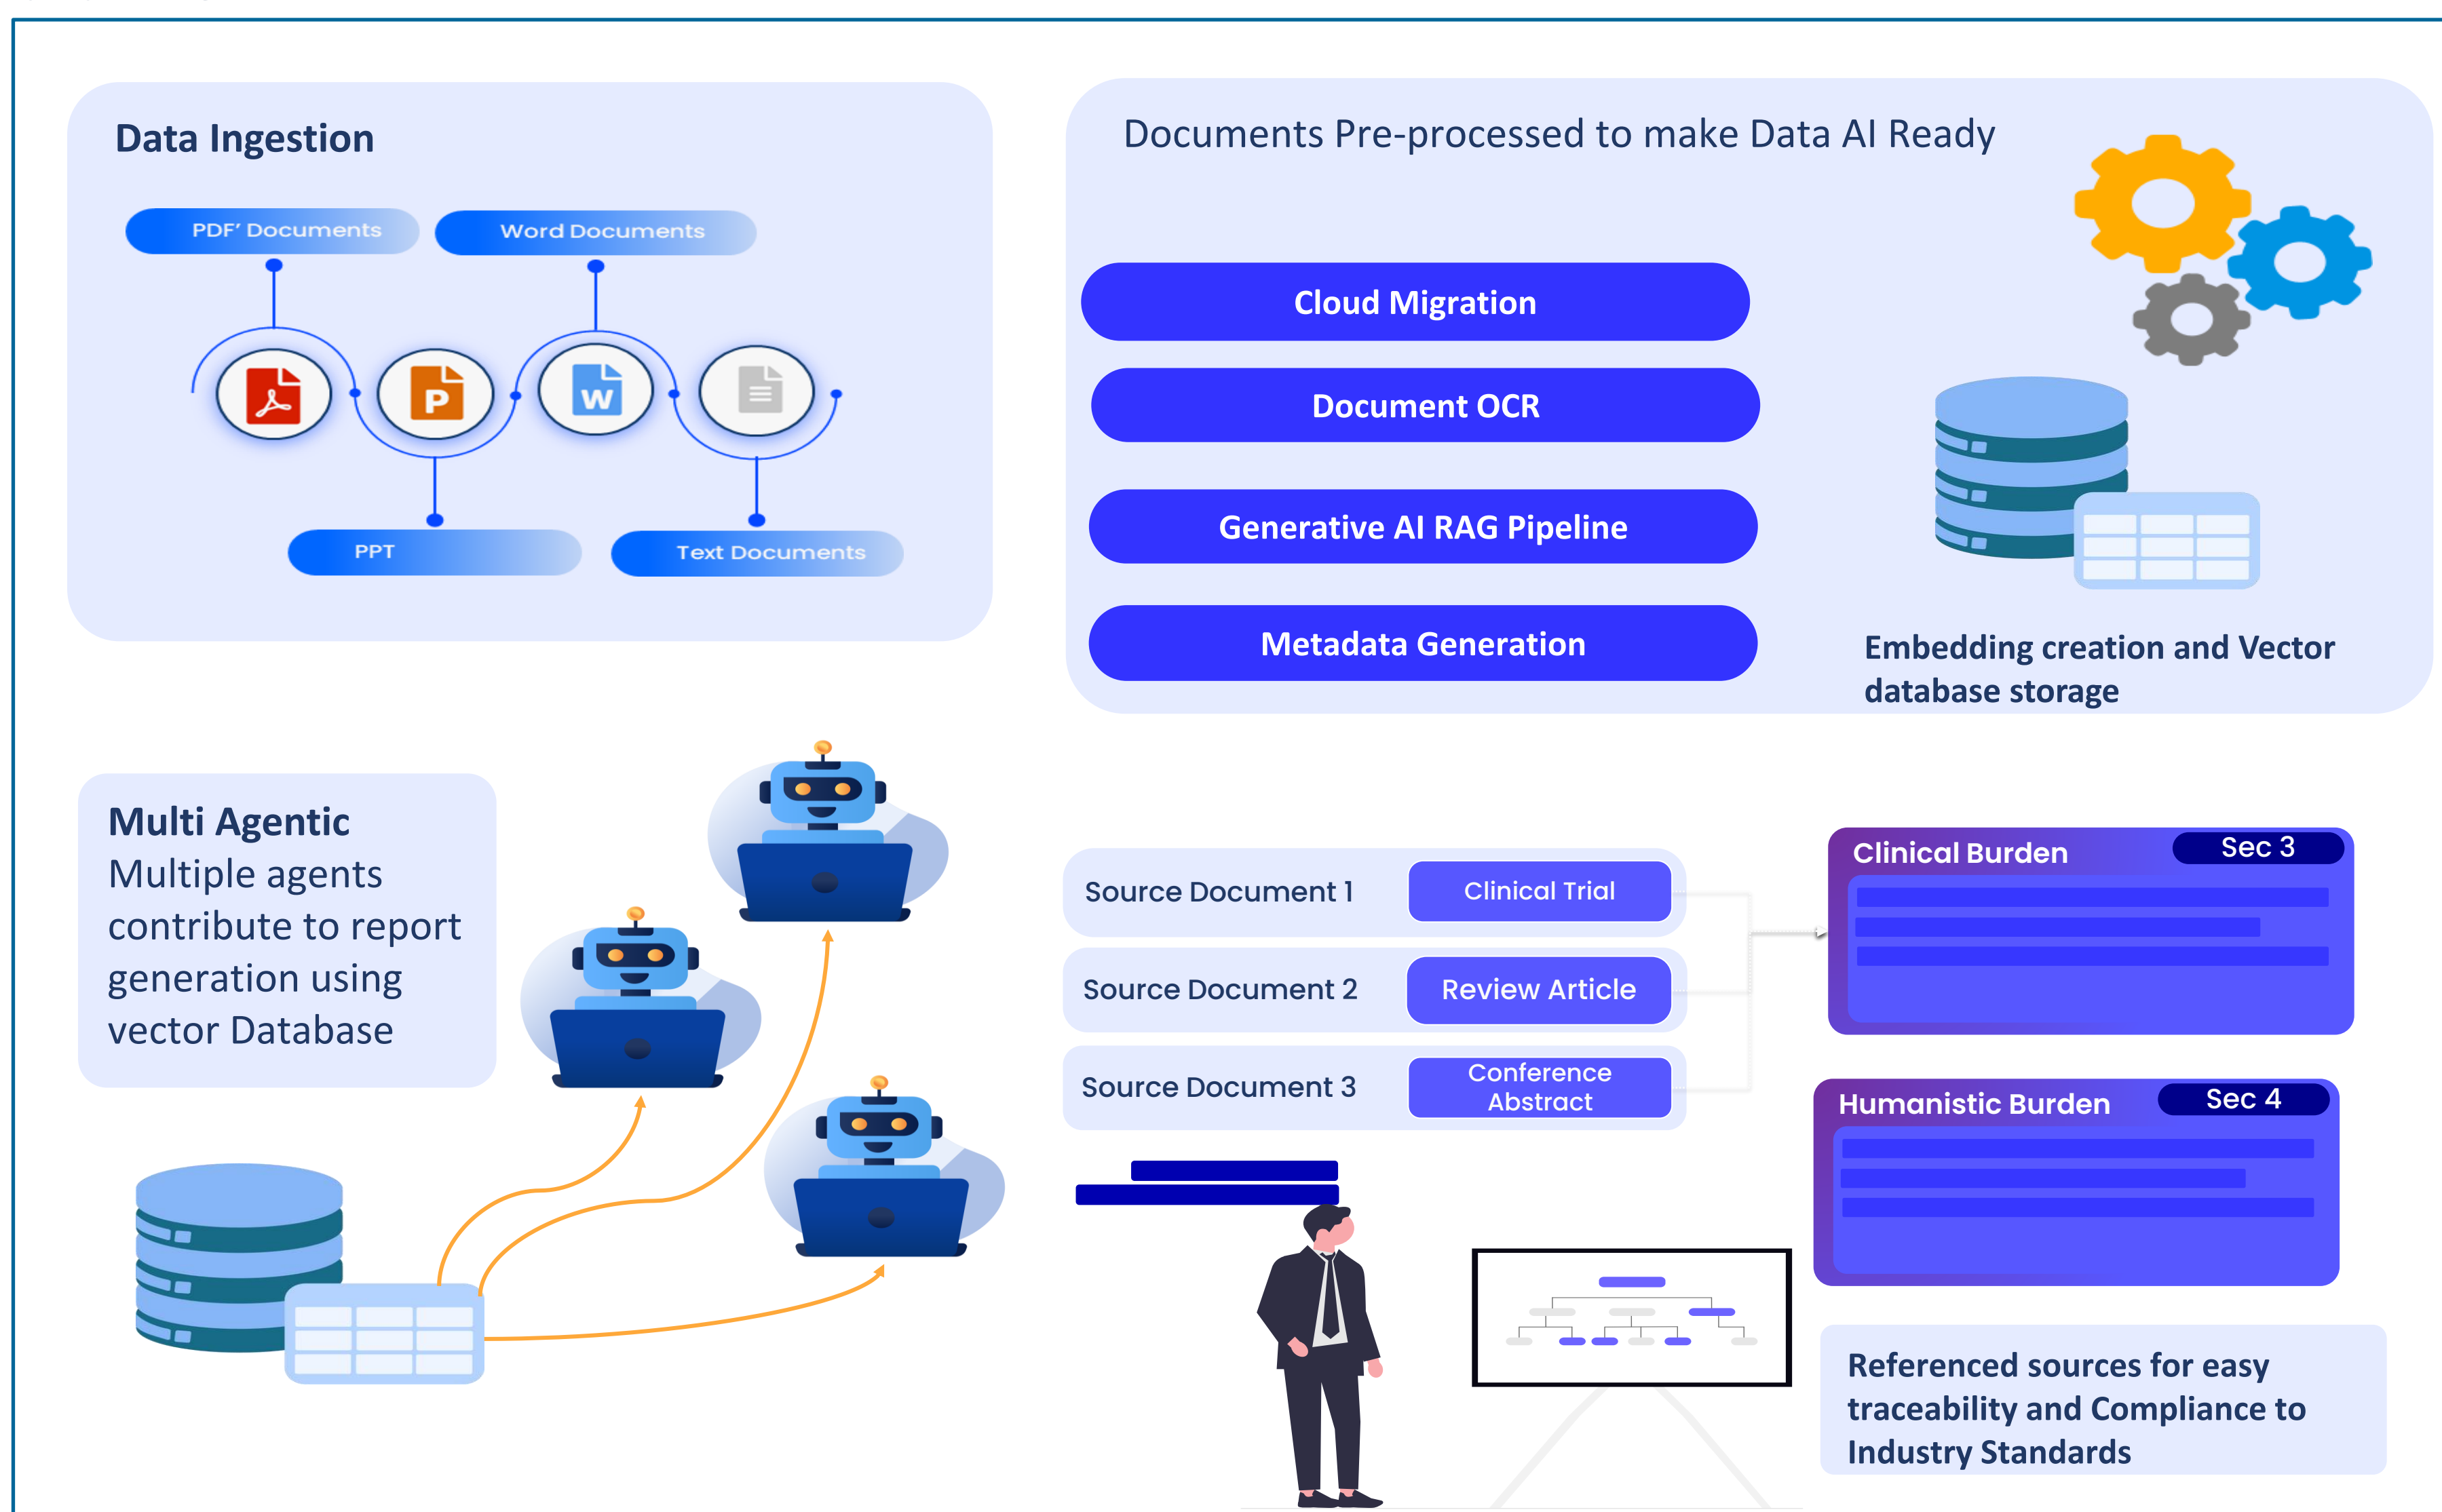 Data Ingestion
PDF' Documents
Word Documents
P
W
PPT
Text Documents
Documents Pre-processed to make Data AI Ready
Cloud Migration
Document OCR
Generative AI RAG Pipeline
Metadata Generation
Embedding creation and Vector
database storage
Multi Agentic
Multiple agents
contribute to report
generation using
vector Database
Source Document 1
Clinical Trial
Source Document 2
Review Article
Source Document 3
Conference
Abstract
Clinical Burden
Sec 3
Humanistic Burden
Sec 4
Referenced sources for easy
traceability and Compliance to
Industry Standards